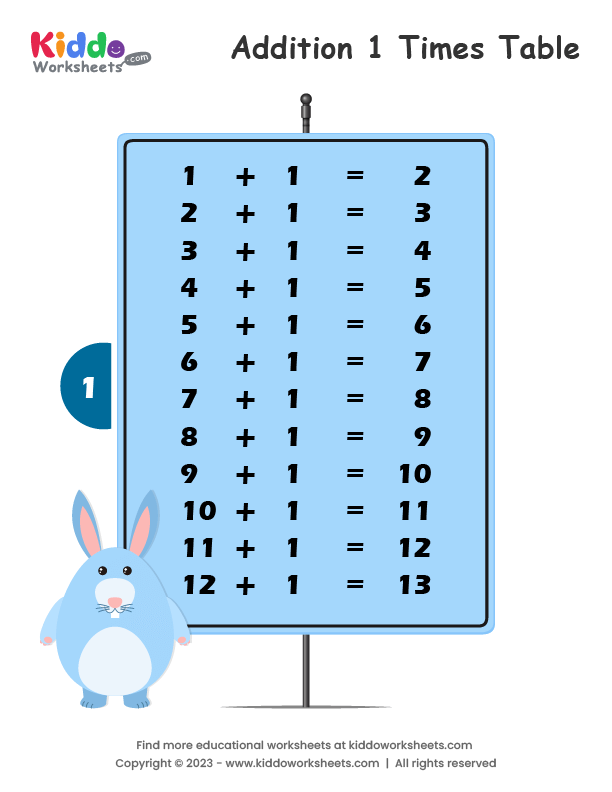 Kiddo
Worksheets.com
Addition 1 Times Table
1 + 1 = 2
2 + 1 = 3
3 + 1 = 4
4 + 1 = 5
5 + 1 = 6
6 + 1 = 7
1
7 + 1 = 8
8 + 1 = 9
9 + 1 = 10
10 + 1 = 11
11 + 1 = 12
12 + 1 = 13
Find more educational worksheets at kiddoworksheets.com
Copyright © 2023 - www.kiddoworksheets.com | All rights reserved